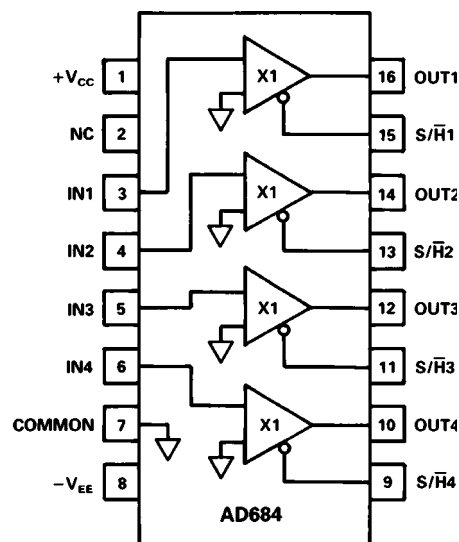 +VCC 1 X1 16 OUT1
NC 2 15 S/H̅1
IN1 3 X1 14 OUT2
IN2 4 13 S/H̅2
IN3 5 X1 12 OUT3
IN4 6 11 S/H̅3
COMMON 7 X1 10 OUT4
−VEE 8 9 S/H̅4
AD684